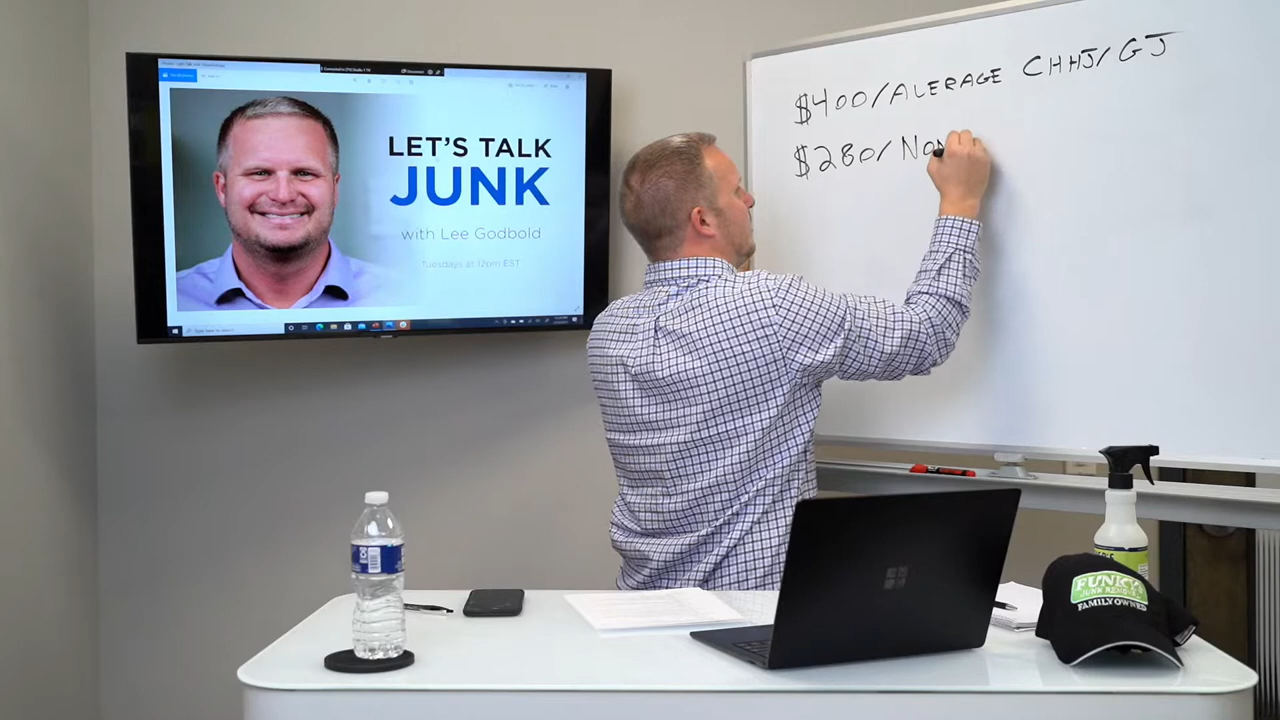 LET'S TALK
JUNK
with Lee Godbold
Tuesdays at 12pm EST
$400/AVERAGE CHHJ/GJ
$280/NON
FUNKY
JUNK REMOVAL
FAMILY OWNED